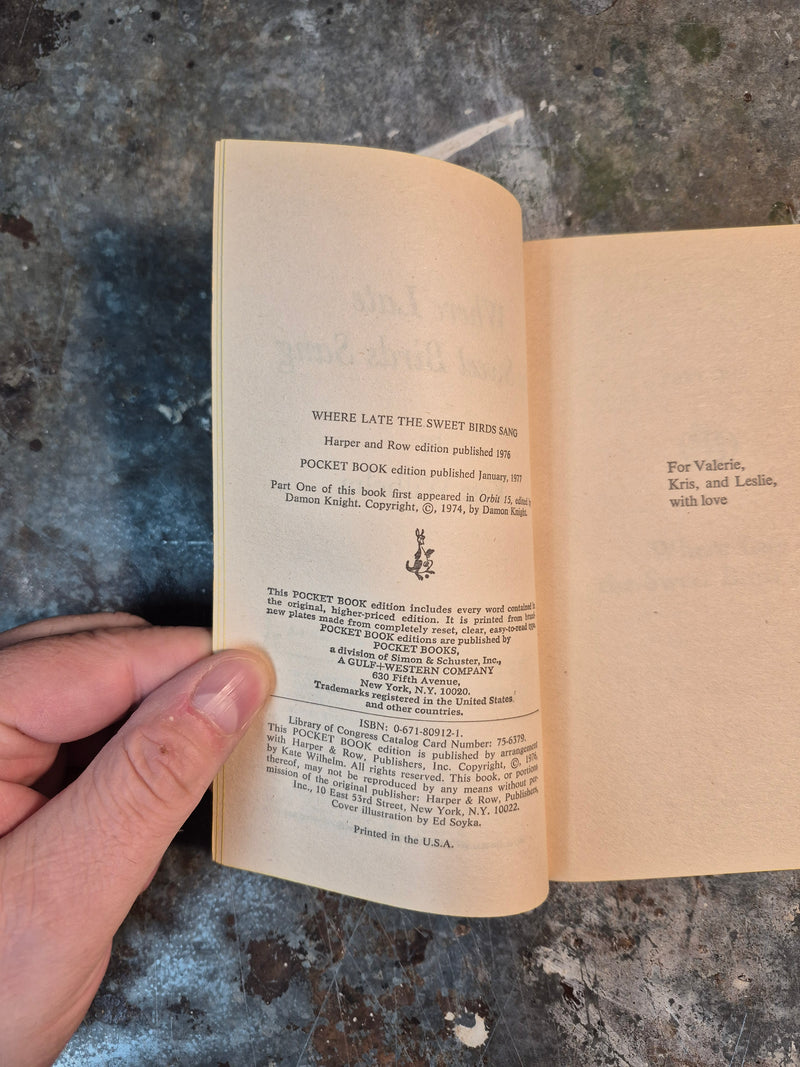 WHERE LATE THE SWEET BIRDS SANG
Harper and Row edition published 1976
POCKET BOOK edition published January, 1977
Part One of this book first appeared in Orbit 15, edited by
Damon Knight. Copyright, ©, 1974, by Damon Knight.
This POCKET BOOK edition includes every word contained in
the original, higher-priced edition. It is printed from brand-
new plates made from completely reset, clear, easy-to-read type.
POCKET BOOK editions are published by
POCKET BOOKS,
a division of Simon & Schuster, Inc.,
A GULF+WESTERN COMPANY
630 Fifth Avenue,
New York, N.Y. 10020.
Trademarks registered in the United States
and other countries.
ISBN: 0-671-80912-1.
Library of Congress Catalog Card Number: 75-6379.
This POCKET BOOK edition is published by arrangement
with Harper & Row, Publishers, Inc. Copyright, ©, 1976,
by Kate Wilhelm. All rights reserved. This book, or portions
thereof, may not be reproduced by any means without per-
mission of the original publisher: Harper & Row, Publishers,
Inc., 10 East 53rd Street, New York, N.Y. 10022.
Cover illustration by Ed Soyka.
Printed in the U.S.A.
For Valerie,
Kris, and Leslie,
with love